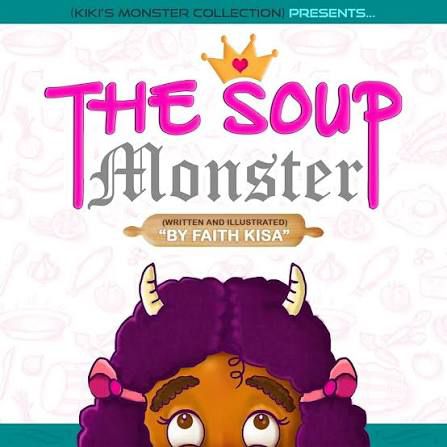 (KIKI'S MONSTER COLLECTION) PRESENTS...
THE SOUP
Monster
(WRITTEN AND ILLUSTRATED)
"BY FAITH KISA"